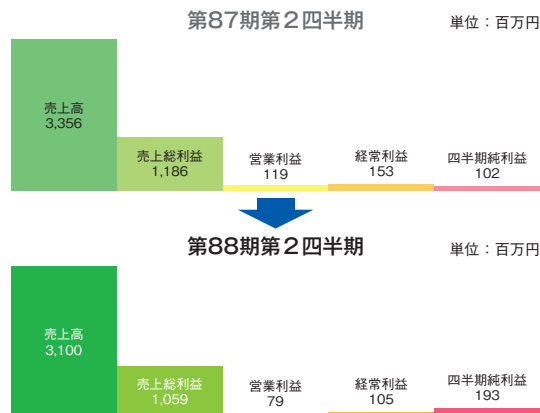 第87期第２四半期
単位：百万円
売上高
3,356
売上総利益
1,186
営業利益
119
経常利益
153
四半期純利益
102
第88期第２四半期
単位：百万円
売上高
3,100
売上総利益
1,059
営業利益
79
経常利益
105
四半期純利益
193